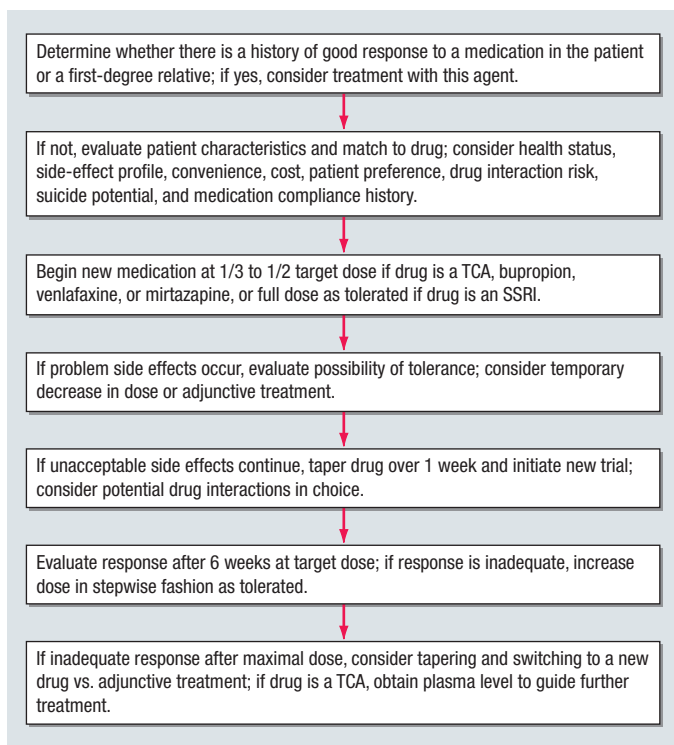 Determine whether there is a history of good response to a medication in the patient
or a first-degree relative; if yes, consider treatment with this agent.
If not, evaluate patient characteristics and match to drug; consider health status,
side-effect profile, convenience, cost, patient preference, drug interaction risk,
suicide potential, and medication compliance history.
Begin new medication at 1/3 to 1/2 target dose if drug is a TCA, bupropion,
venlafaxine, or mirtazapine, or full dose as tolerated if drug is an SSRI.
If problem side effects occur, evaluate possibility of tolerance; consider temporary
decrease in dose or adjunctive treatment.
If unacceptable side effects continue, taper drug over 1 week and initiate new trial;
consider potential drug interactions in choice.
Evaluate response after 6 weeks at target dose; if response is inadequate, increase
dose in stepwise fashion as tolerated.
If inadequate response after maximal dose, consider tapering and switching to a new
drug vs. adjunctive treatment; if drug is a TCA, obtain plasma level to guide further
treatment.